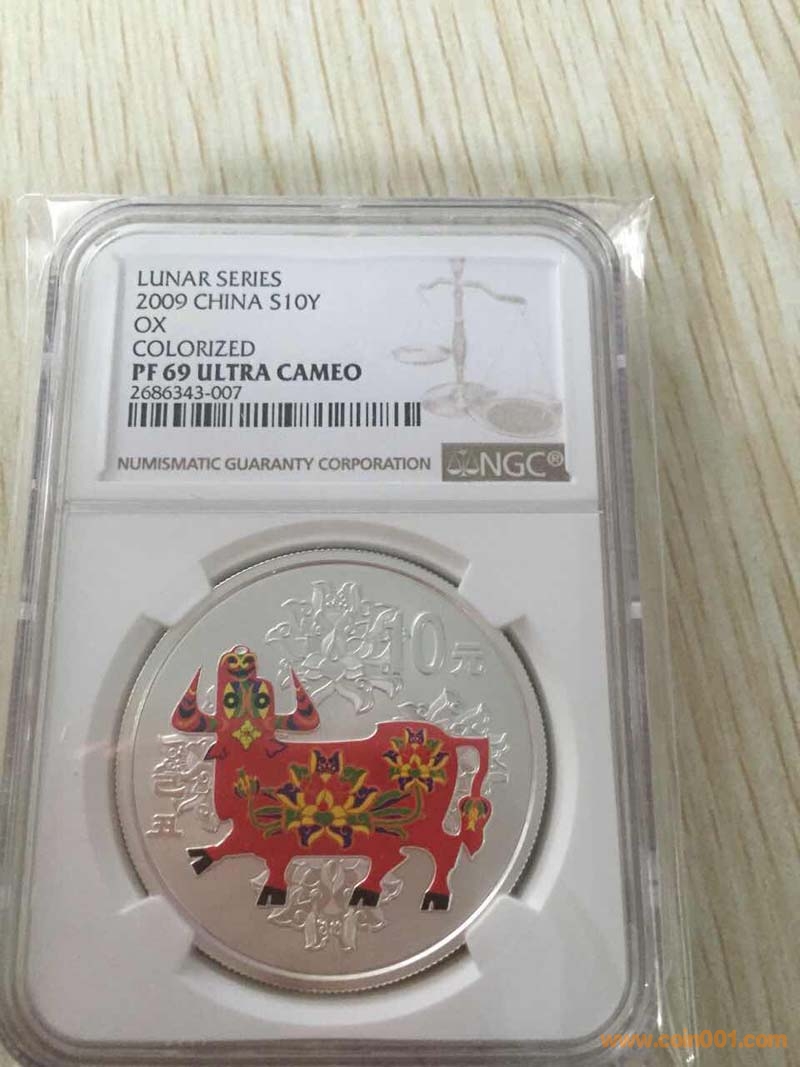 LUNAR SERIES
2009 CHINA S10Y
OX
COLORIZED
PF 69 ULTRA CAMEO
2686343-007
NUMISMATIC GUARANTY CORPORATION NGC®
10元
www.coin001.com